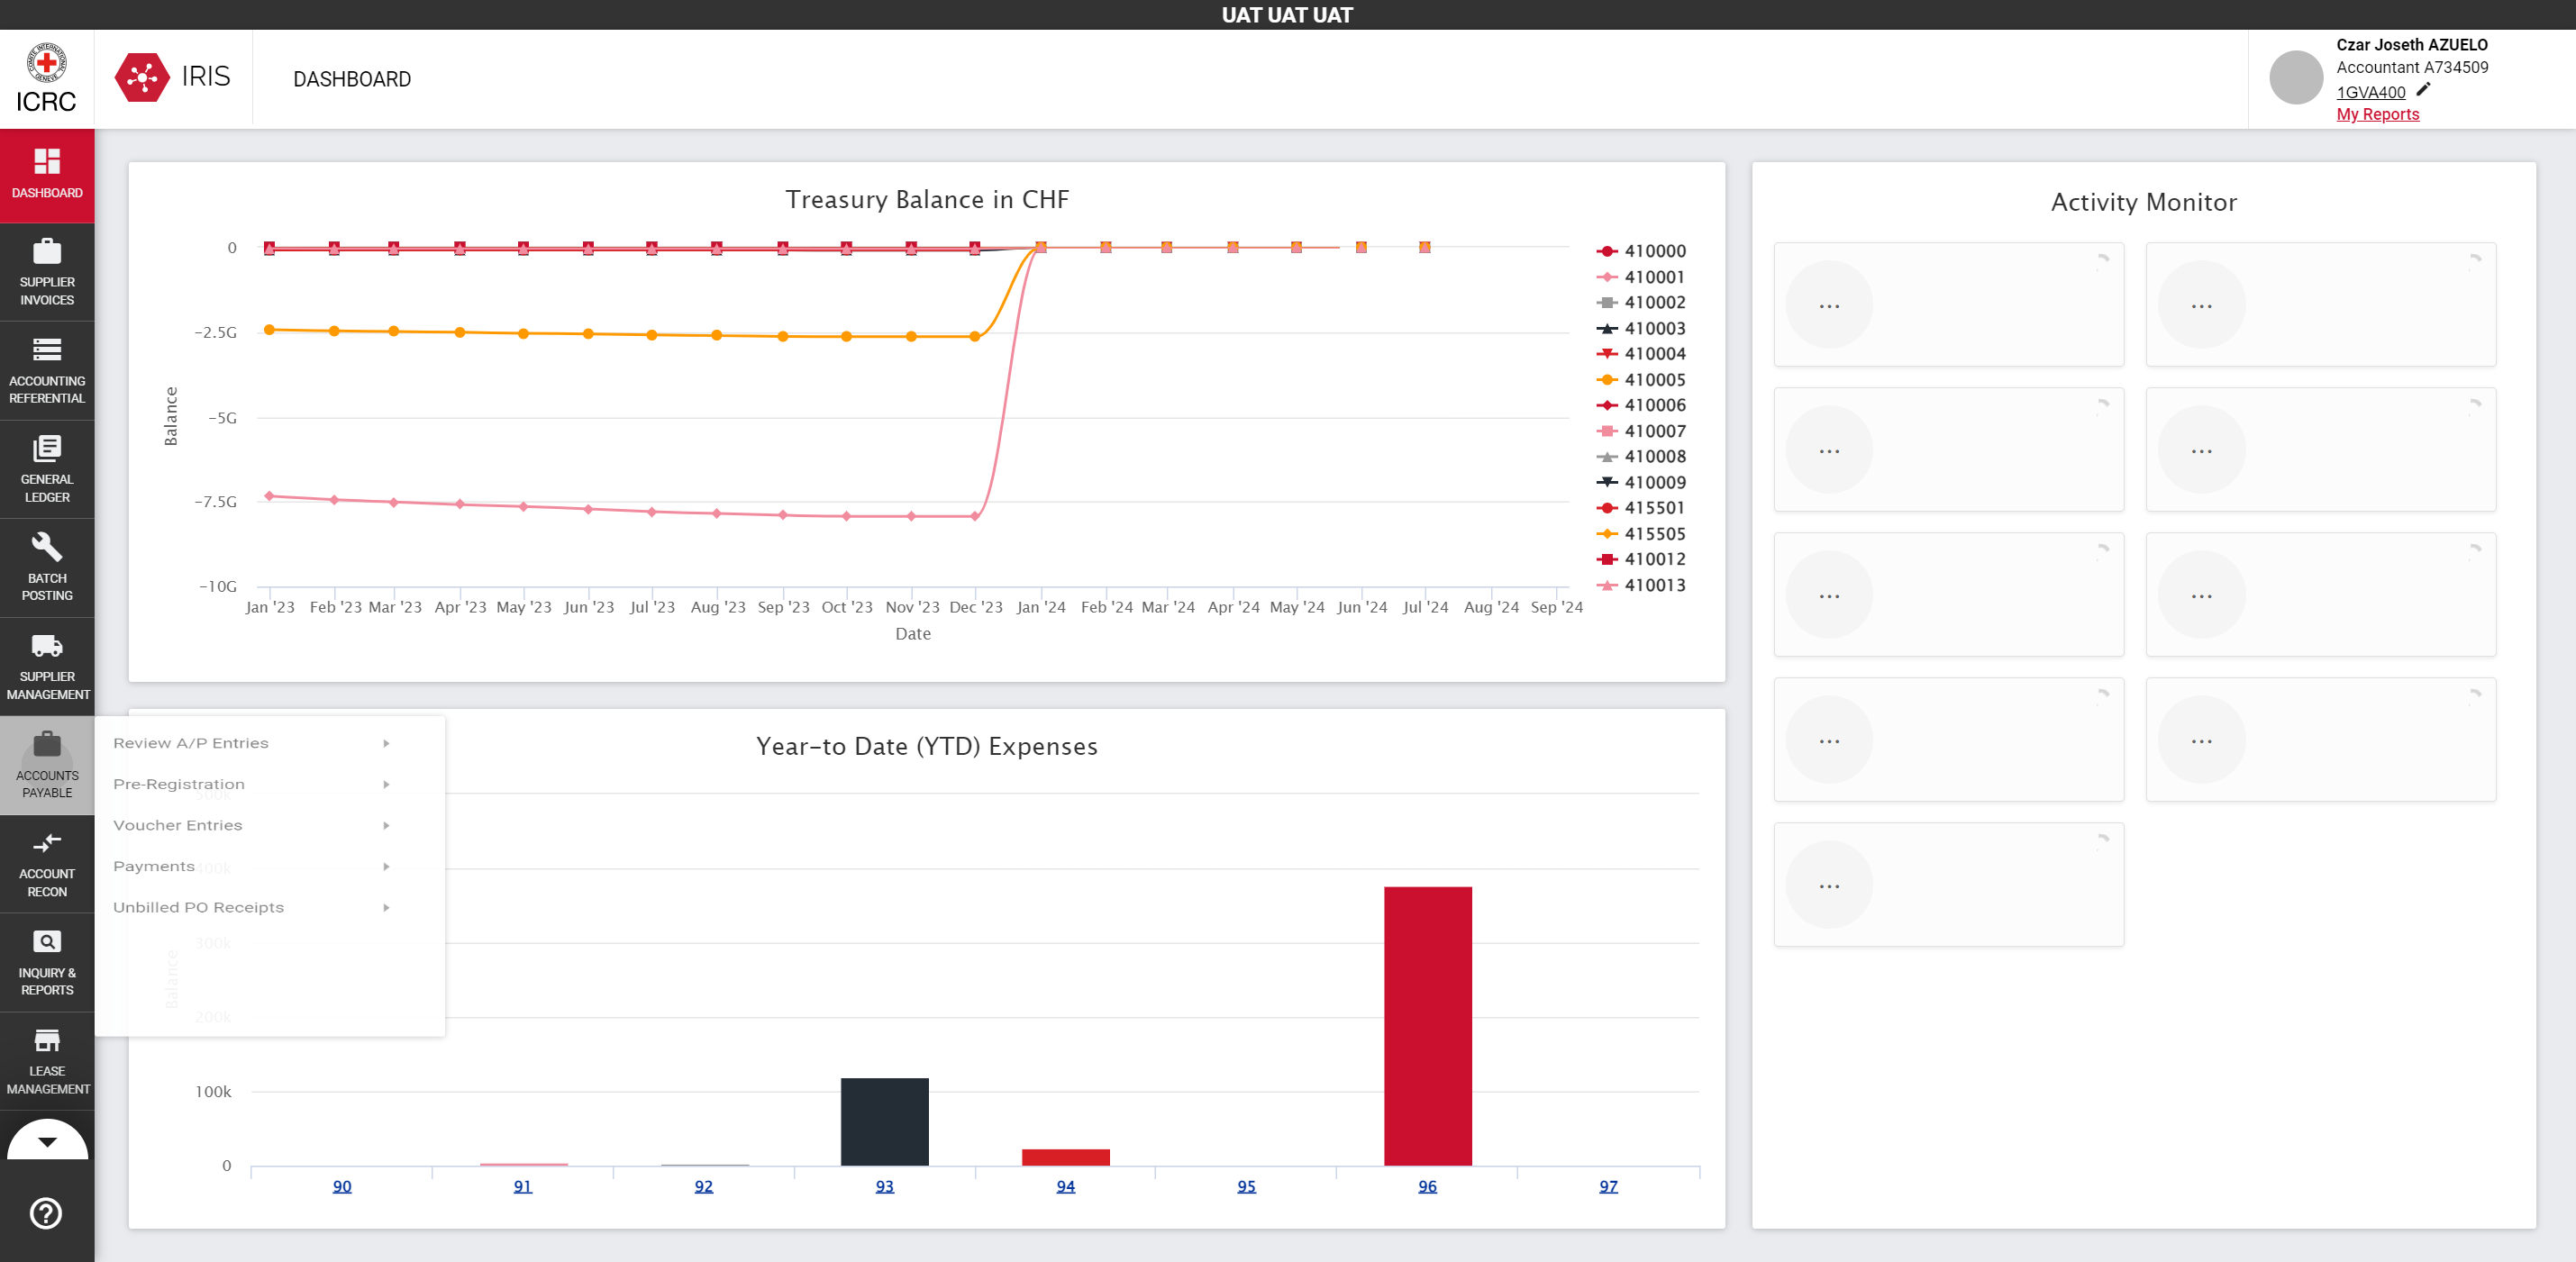 UAT UAT UAT
ICRC
IRIS
DASHBOARD
Czar Joseth AZUELO
Accountant A734509
1GVA400
My Reports
DASHBOARD
SUPPLIER
INVOICES
ACCOUNTING
REFERENTIAL
GENERAL
LEDGER
BATCH
POSTING
SUPPLIER
MANAGEMENT
ACCOUNTS
PAYABLE
ACCOUNT
RECON
INQUIRY &
REPORTS
LEASE
MANAGEMENT
Treasury Balance in CHF
Balance
0
-2.5G
-5G
-7.5G
-10G
Jan '23 Feb '23 Mar '23 Apr '23 May '23 Jun '23 Jul '23 Aug '23 Sep '23 Oct '23 Nov '23 Dec '23 Jan '24 Feb '24 Mar '24 Apr '24 May '24 Jun '24 Jul '24 Aug '24 Sep '24
Date
410000
410001
410002
410003
410004
410005
410006
410007
410008
410009
415501
415505
410012
410013
Review A/P Entries
Pre-Registration
Voucher Entries
Payments
Unbilled PO Receipts
Year-to Date (YTD) Expenses
Balance
500k
400k
300k
200k
100k
0
90 91 92 93 94 95 96 97
Activity Monitor
... ...
... ...
... ...
... ...
...